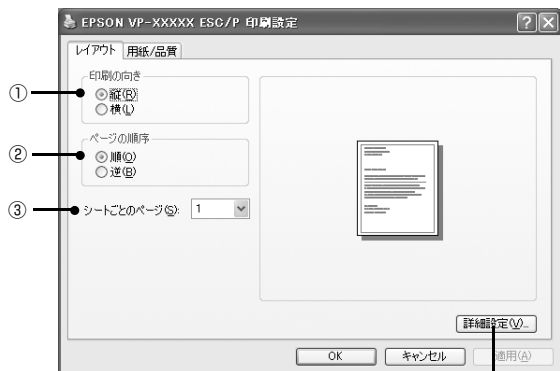 EPSON VP-XXXXX ESC/P 印刷設定
レイアウト 用紙/品質
印刷の向き
① 縦(R)
横(L)
ページの順序
② 順(O)
逆(B)
③ シートごとのページ(S): 1
詳細設定(V)...
OK キャンセル 適用(A)